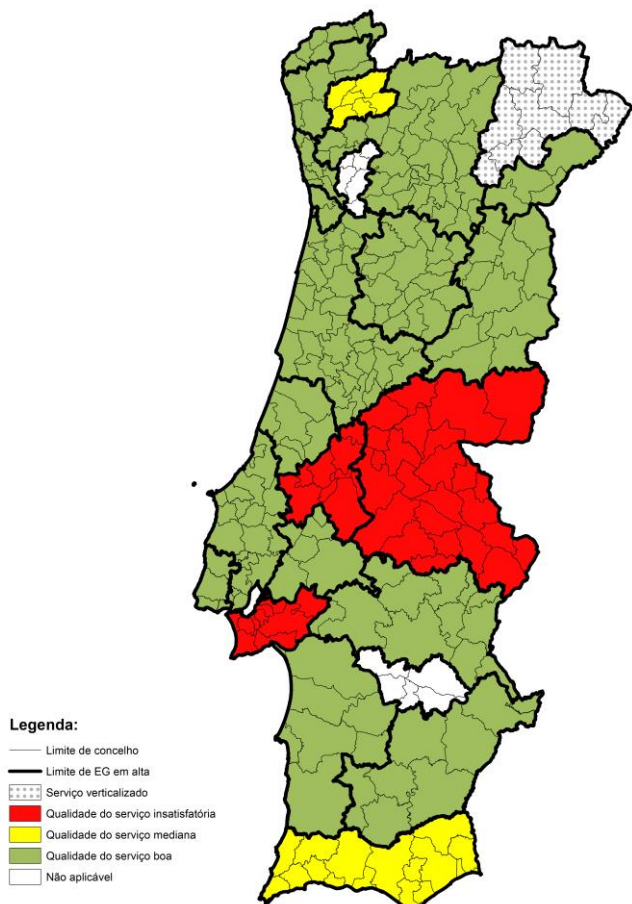 Legenda:
Limite de concelho
Limite de EG em alta
Serviço verticalizado
Qualidade do serviço insatisfatória
Qualidade do serviço mediana
Qualidade do serviço boa
Não aplicável